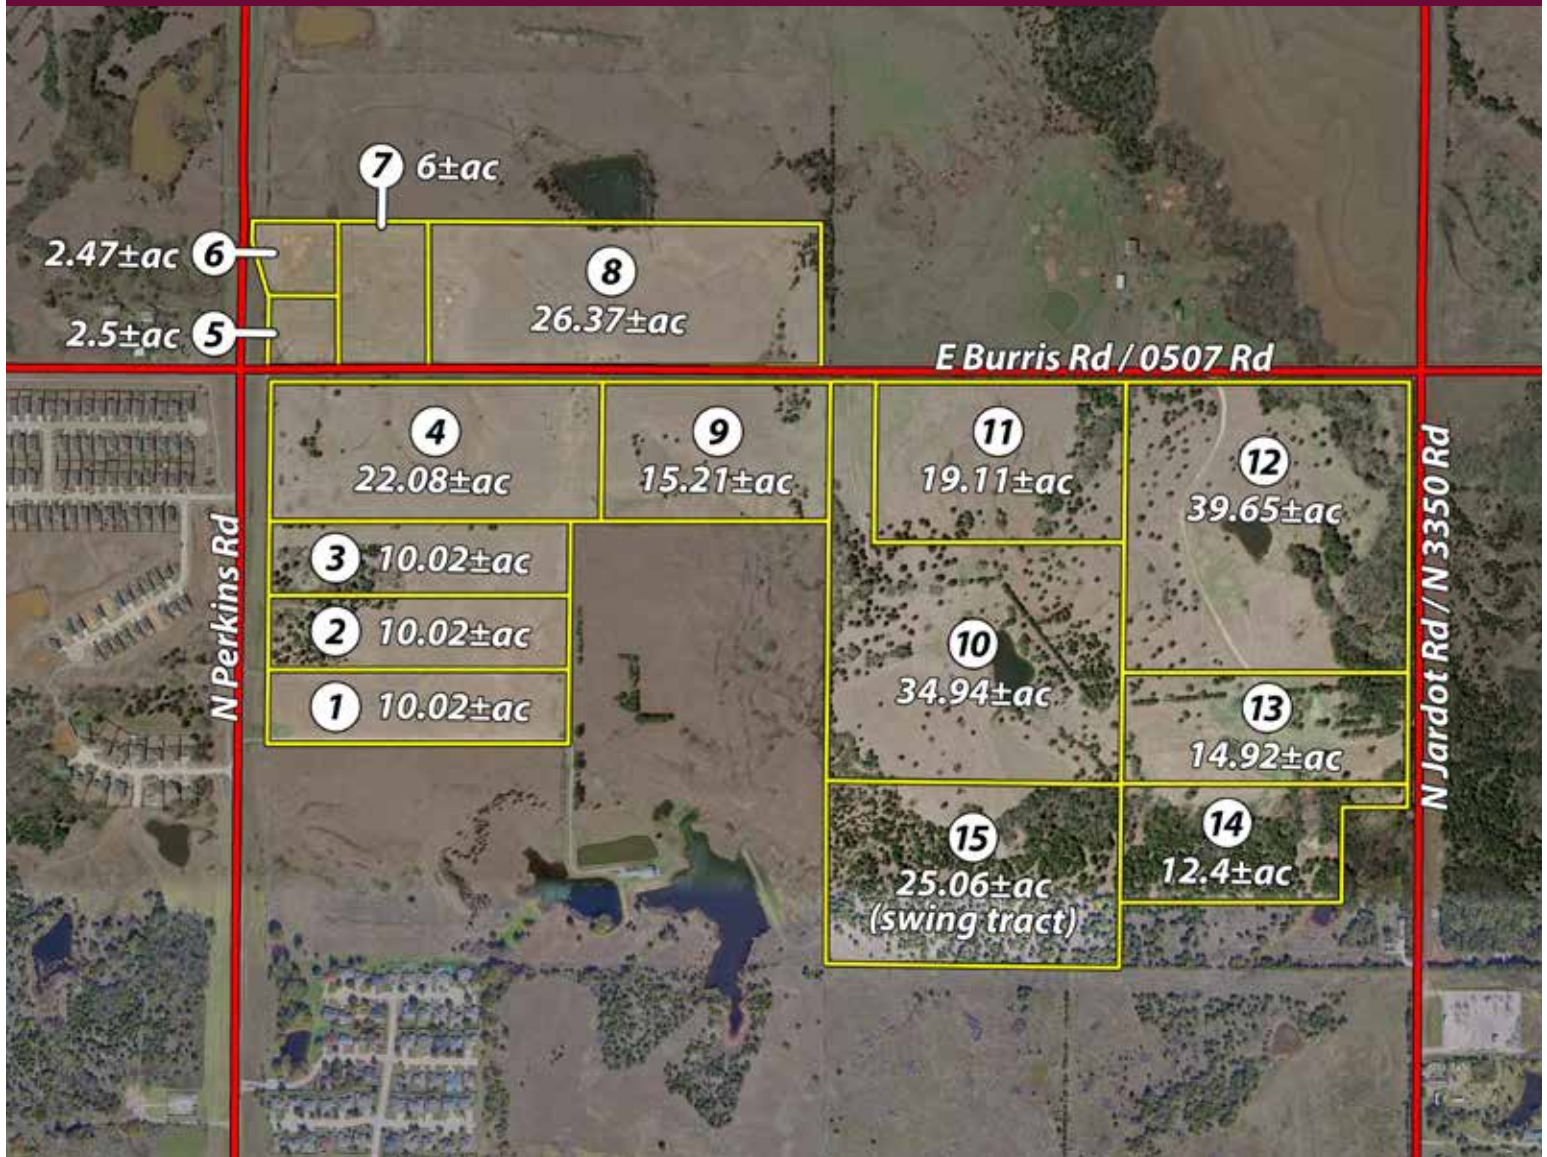 7 6±ac
2.47±ac 6
8
26.37±ac
2.5±ac 5
E Burris Rd / 0507 Rd
4
22.08±ac
9
15.21±ac
11
19.11±ac
12
39.65±ac
3 10.02±ac
2 10.02±ac
1 10.02±ac
N Perkins Rd
10
34.94±ac
13
14.92±ac
N Jardot Rd / N 3350 Rd
15
25.06±ac
(swing tract)
14
12.4±ac